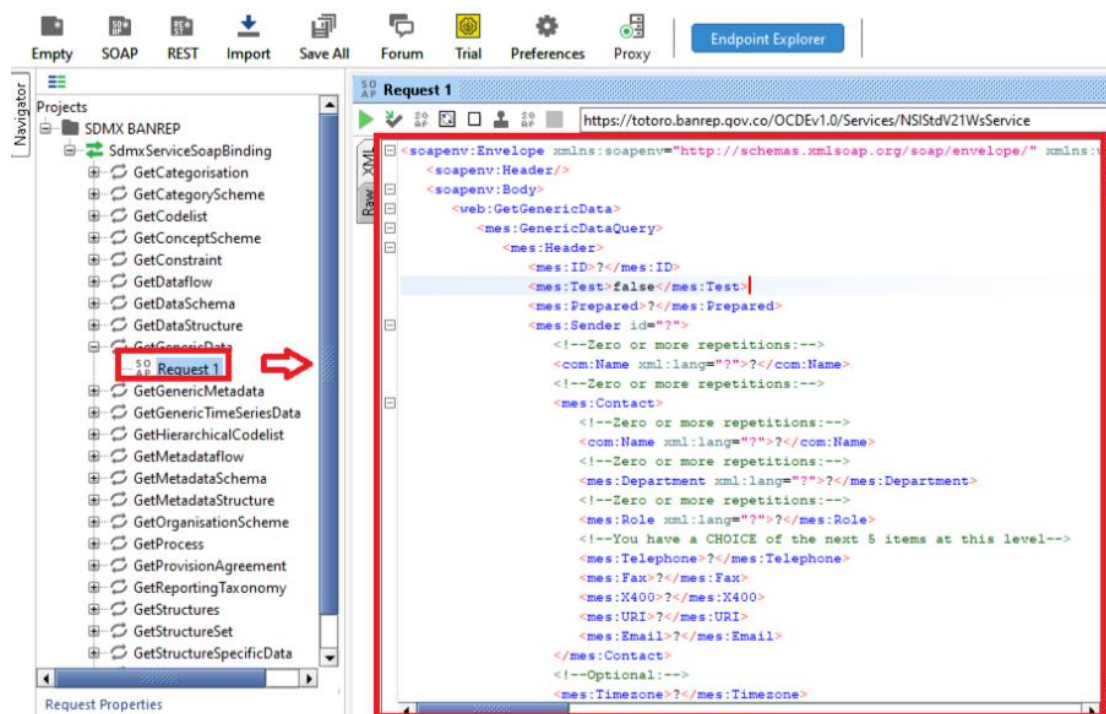 Empty SOAP REST Import Save All Forum Trial Preferences Proxy Endpoint Explorer
Navigator
Projects
SDMX BANREP
SdmxServiceSoapBinding
GetCategorisation
GetCategoryScheme
GetCodelist
GetConceptScheme
GetConstraint
GetDataflow
GetDataSchema
GetDataStructure
GetGenericData
Request 1
GetGenericMetadata
GetGenericTimeSeriesData
GetHierarchicalCodelist
GetMetadataflow
GetMetadataSchema
GetMetadataStructure
GetOrganisationScheme
GetProcess
GetProvisionAgreement
GetReportingTaxonomy
GetStructures
GetStructureSet
GetStructureSpecificData
Request Properties
Request 1
https://totoro.banrep.gov.co/OCDEv1.0/Services/NSIStdV21WsService
XML
Raw
<soapenv:Envelope xmlns:soapenv="http://schemas.xmlsoap.org/soap/envelope/"
<soapenv:Header/>
<soapenv:Body>
<web:GetGenericData>
<mes:GenericDataQuery>
<mes:Header>
<mes:ID>?</mes:ID>
<mes:Test>false</mes:Test>
<mes:Prepared>?</mes:Prepared>
<mes:Sender id="?">
<!--Zero or more repetitions:-->
<com:Name xml:lang="?">?</com:Name>
<!--Zero or more repetitions:-->
<mes:Contact>
<!--Zero or more repetitions:-->
<com:Name xml:lang="?">?</com:Name>
<!--Zero or more repetitions:-->
<mes:Department xml:lang="?">?</mes:Department>
<!--Zero or more repetitions:-->
<mes:Role xml:lang="?">?</mes:Role>
<!--You have a CHOICE of the next 5 items at this level-->
<mes:Telephone>?</mes:Telephone>
<mes:Fax>?</mes:Fax>
<mes:X400>?</mes:X400>
<mes:URI>?</mes:URI>
<mes:Email>?</mes:Email>
</mes:Contact>
<!--Optional:-->
<mes:Timezone>?</mes:Timezone>